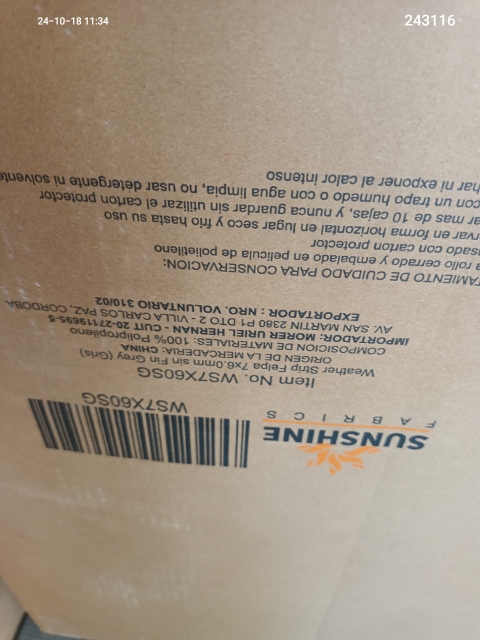 24-10-18 11:34
243116
SUNSHINE
FABRICS
WS7X60SG
Item No. WS7X60SG
Weather Strip Felpa 7x6.0mm Fin Grey (Gris)
ORIGEN DE LA MERCADERIA: CHINA
COMPOSICION DE MATERIALES: 100% Polipropileno
IMPORTADOR: MORER URIEL HERNAN - CUIT 20-27119695-5
AV. SAN MARTIN 2380 P1 DTO 2 - VILLA CARLOS PAZ, CORDOBA
EXPORTADOR : NRO. VOLUNTARIO 310/02
TAMIENTO DE CUIDADO PARA CONSERVACION:
a rollo cerrado y embalado en pelicula de polietileno
usado con carton protector
rvar en forma horizontal en lugar seco y frio y hasta su uso
ar mas de 10 cajas, y nunca guardar sin utilizar el carton protector
con un trapo humedo o con agua limpia, no usar detergente ni solvente
har ni exponer al calor intenso